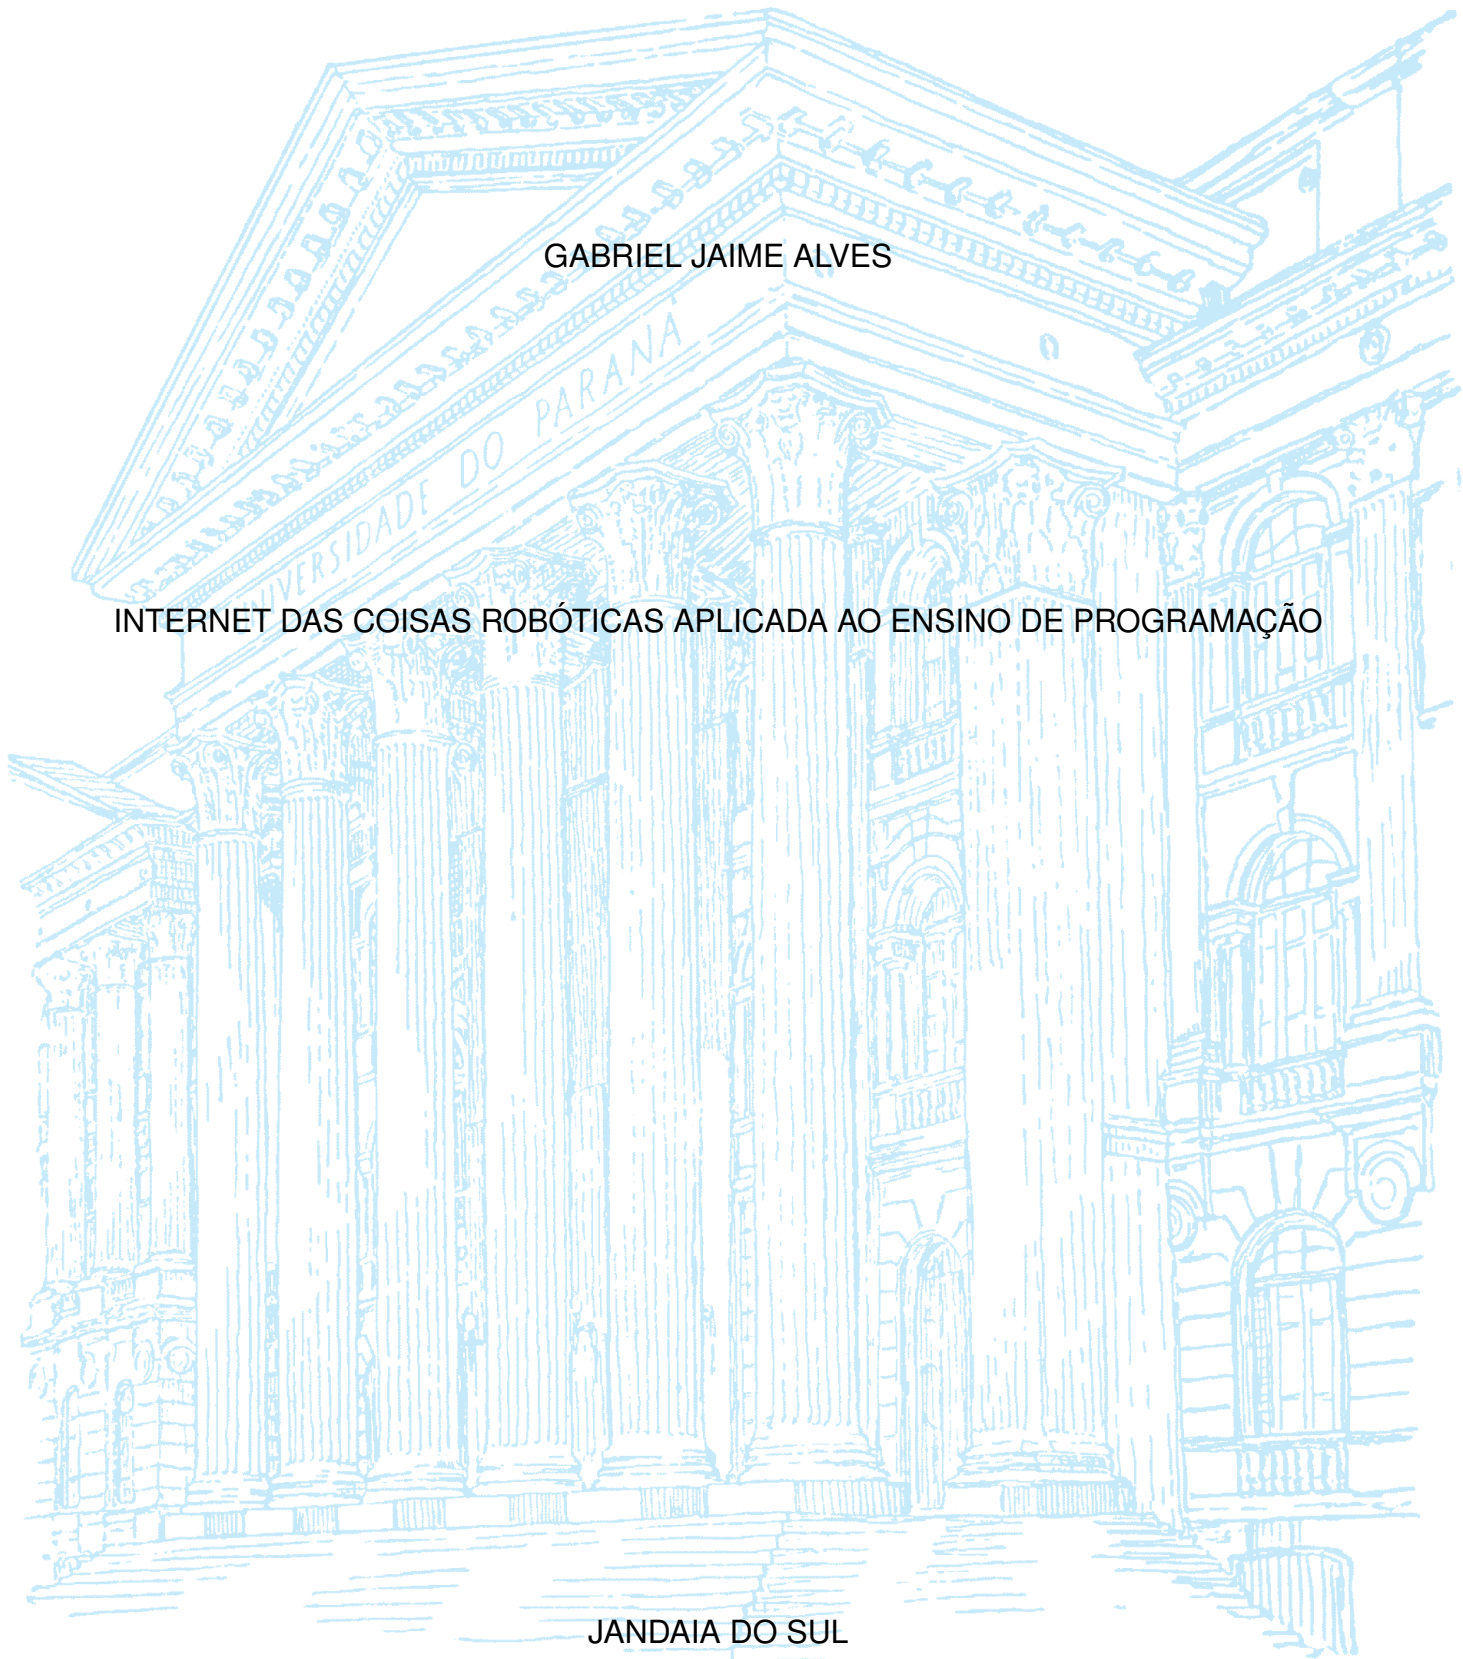 GABRIEL JAIME ALVES
UNIVERSIDADE DO PARANÁ
INTERNET DAS COISAS ROBÓTICAS APLICADA AO ENSINO DE PROGRAMAÇÃO
JANDAIA DO SUL